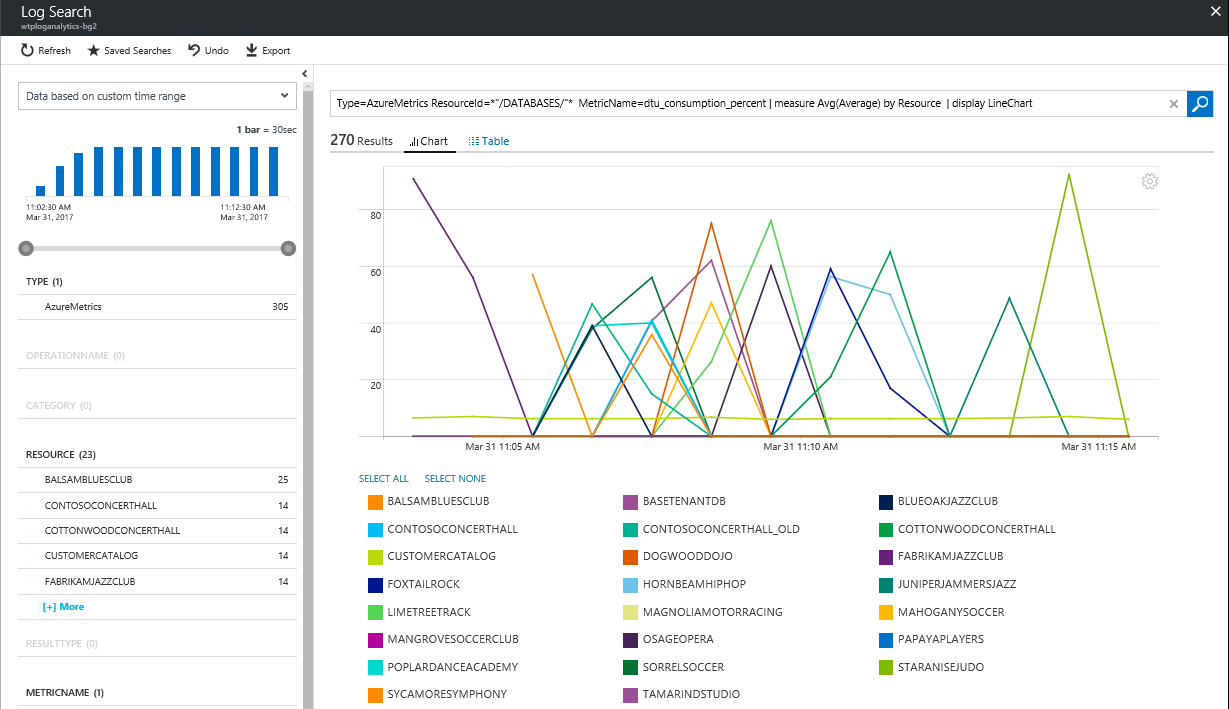 Log Search
wtploganalytics-bg2
Refresh Saved Searches Undo Export
Data based on custom time range
1 bar = 30sec
11:02:30 AM 11:12:30 AM
Mar 31, 2017 Mar 31, 2017
TYPE (1)
AzureMetrics 305
OPERATIONNAME (0)
CATEGORY (0)
RESOURCE (23)
BALSAMBLUESCLUB 25
CONTOSOCONCERTHALL 14
COTTONWOODCONCERTHALL 14
CUSTOMERCATALOG 14
FABRIKAMJAZZCLUB 14
[+] More
RESULTTYPE (0)
METRICNAME (1)
Type=AzureMetrics ResourceId=*"/DATABASES/"* MetricName=dtu_consumption_percent | measure Avg(Average) by Resource | display LineChart
270 Results Chart Table
80
60
40
20
Mar 31 11:05 AM Mar 31 11:10 AM Mar 31 11:15 AM
SELECT ALL SELECT NONE
BALSAMBLUESCLUB BASETENANTDB BLUEOAKJAZZCLUB
CONTOSOCONCERTHALL CONTOSOCONCERTHALL_OLD COTTONWOODCONCERTHALL
CUSTOMERCATALOG DOGWOODDOJO FABRIKAMJAZZCLUB
FOXTAILROCK HORNBEAMHIPHOP JUNIPERJAMMERSJAZZ
LIMETREETRACK MAGNOLIAMOTORRACING MAHOGANYSOCCER
MANGROVESOCCERCLUB OSAGEOPERA PAPAYAPLAYERS
POPLARDANCEACADEMY SORRELSOCCER STARANISEJUDO
SYCAMORESYMPHONY TAMARINDSTUDIO